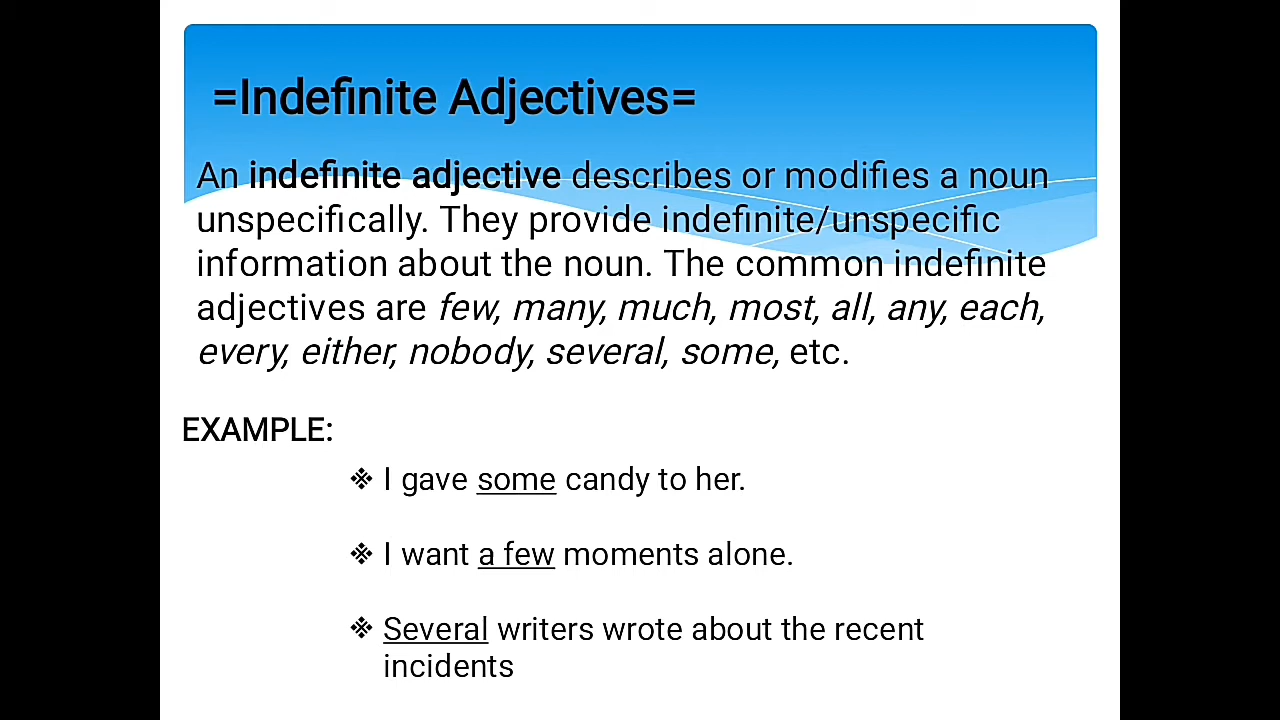 =Indefinite Adjectives=
An indefinite adjective describes or modifies a noun
unspecifically. They provide indefinite/unspecific
information about the noun. The common indefinite
adjectives are few, many, much, most, all, any, each,
every, either, nobody, several, some, etc.
EXAMPLE:
❖ I gave some candy to her.
❖ I want a few moments alone.
❖ Several writers wrote about the recent
incidents